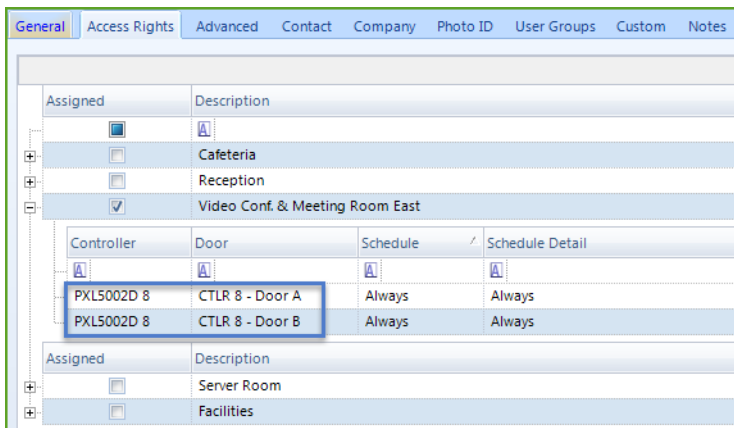 General Access Rights Advanced Contact Company Photo ID User Groups Custom Notes
Assigned Description
A
Cafeteria
Reception
Video Conf. & Meeting Room East
Controller Door Schedule Schedule Detail
A A A A
PXL5002D 8 CTLR 8 - Door A Always Always
PXL5002D 8 CTLR 8 - Door B Always Always
Assigned Description
Server Room
Facilities